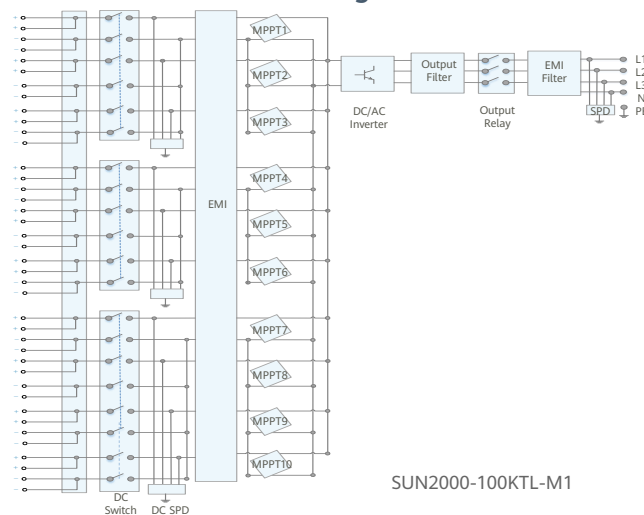 MPPT1
MPPT2
MPPT3
MPPT4
EMI
MPPT5
MPPT6
MPPT7
MPPT8
MPPT9
MPPT10
DC
Switch
DC SPD
DC/AC
Inverter
Output
Filter
Output
Relay
EMI
Filter
SPD
L1
L2
L3
N
PE
SUN2000-100KTL-M1